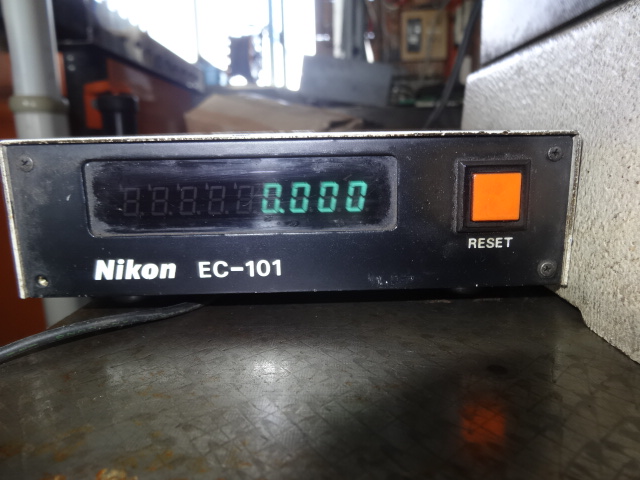 0.000
RESET
Nikon EC-101